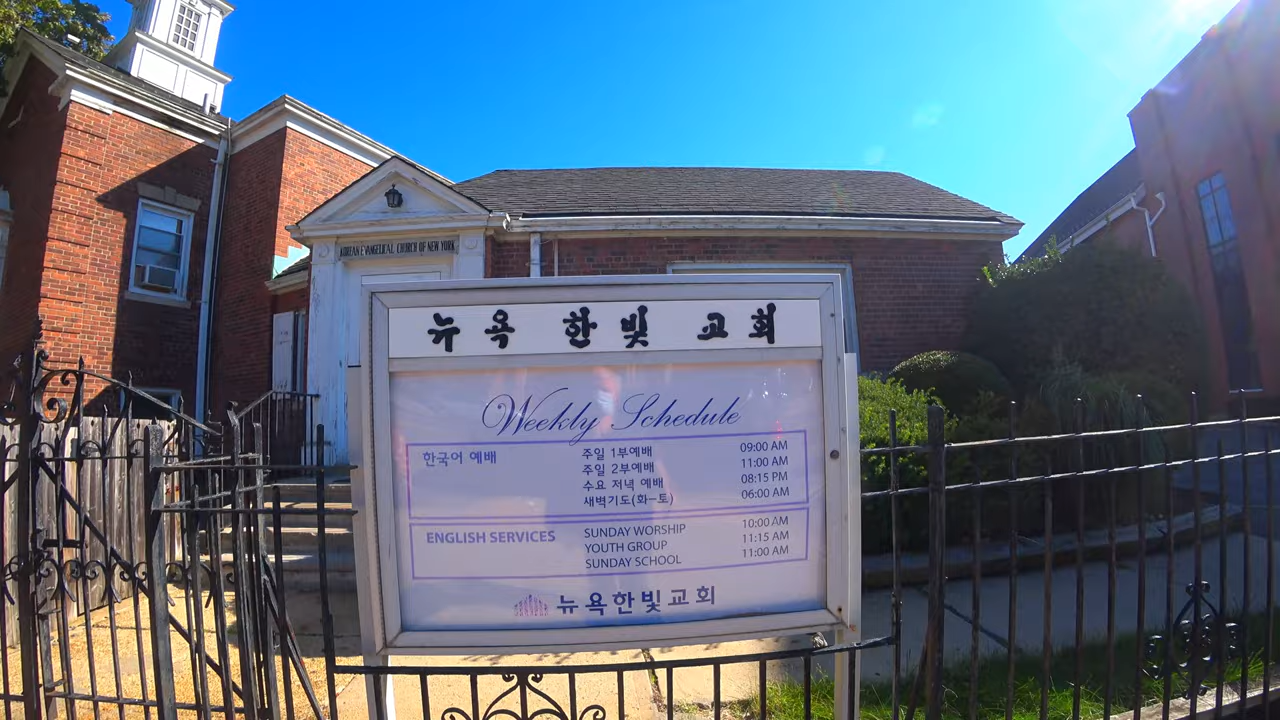 KOREAN EVANGELICAL CHURCH OF NEW YORK
뉴욕 한빛 교회
Weekly Schedule
한국어 예배 주일 1부예배 09:00 AM
주일 2부예배 11:00 AM
수요 저녁 예배 08:15 PM
새벽기도(화-토) 06:00 AM
ENGLISH SERVICES SUNDAY WORSHIP 10:00 AM
YOUTH GROUP 11:15 AM
SUNDAY SCHOOL 11:00 AM
뉴욕한빛교회